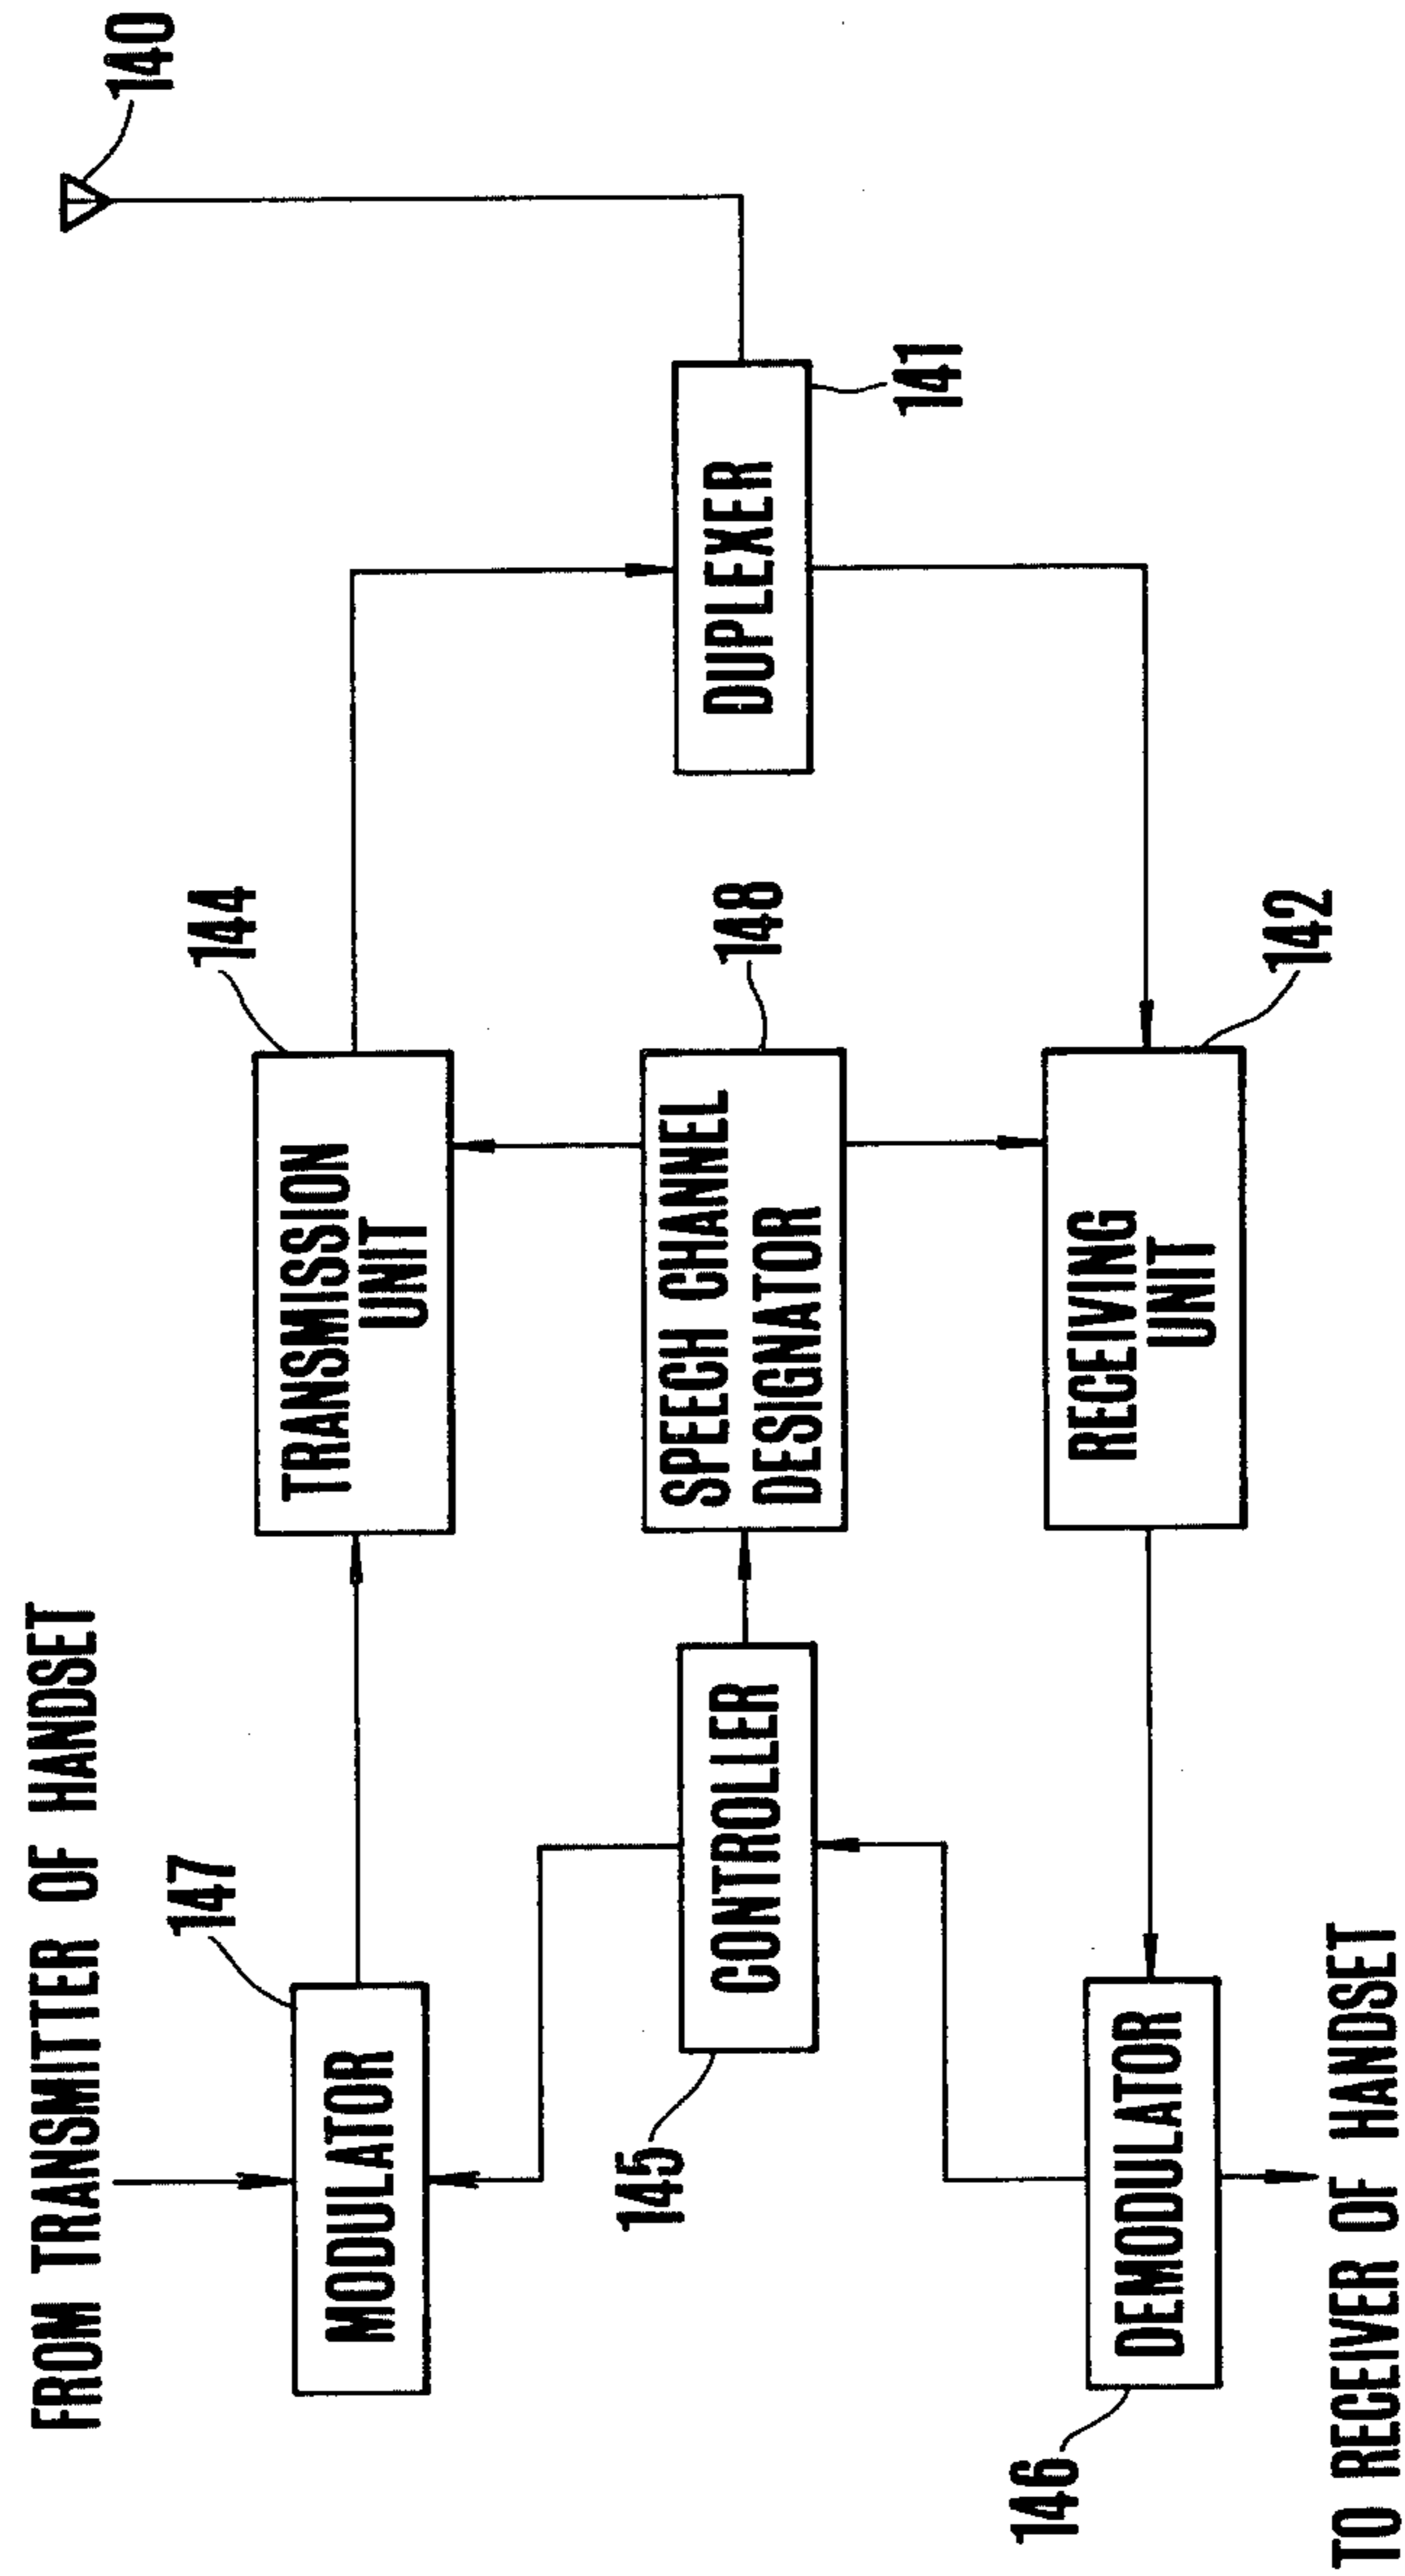 FROM TRANSMITTER OF HANDSET
147
MODULATOR
144
TRANSMISSION
UNIT
140
145
CONTROLLER
148
SPEECH CHANNEL
DESIGNATOR
DUPLEXER
141
146
DEMODULATOR
RECEIVING
UNIT
142
TO RECEIVER OF HANDSET